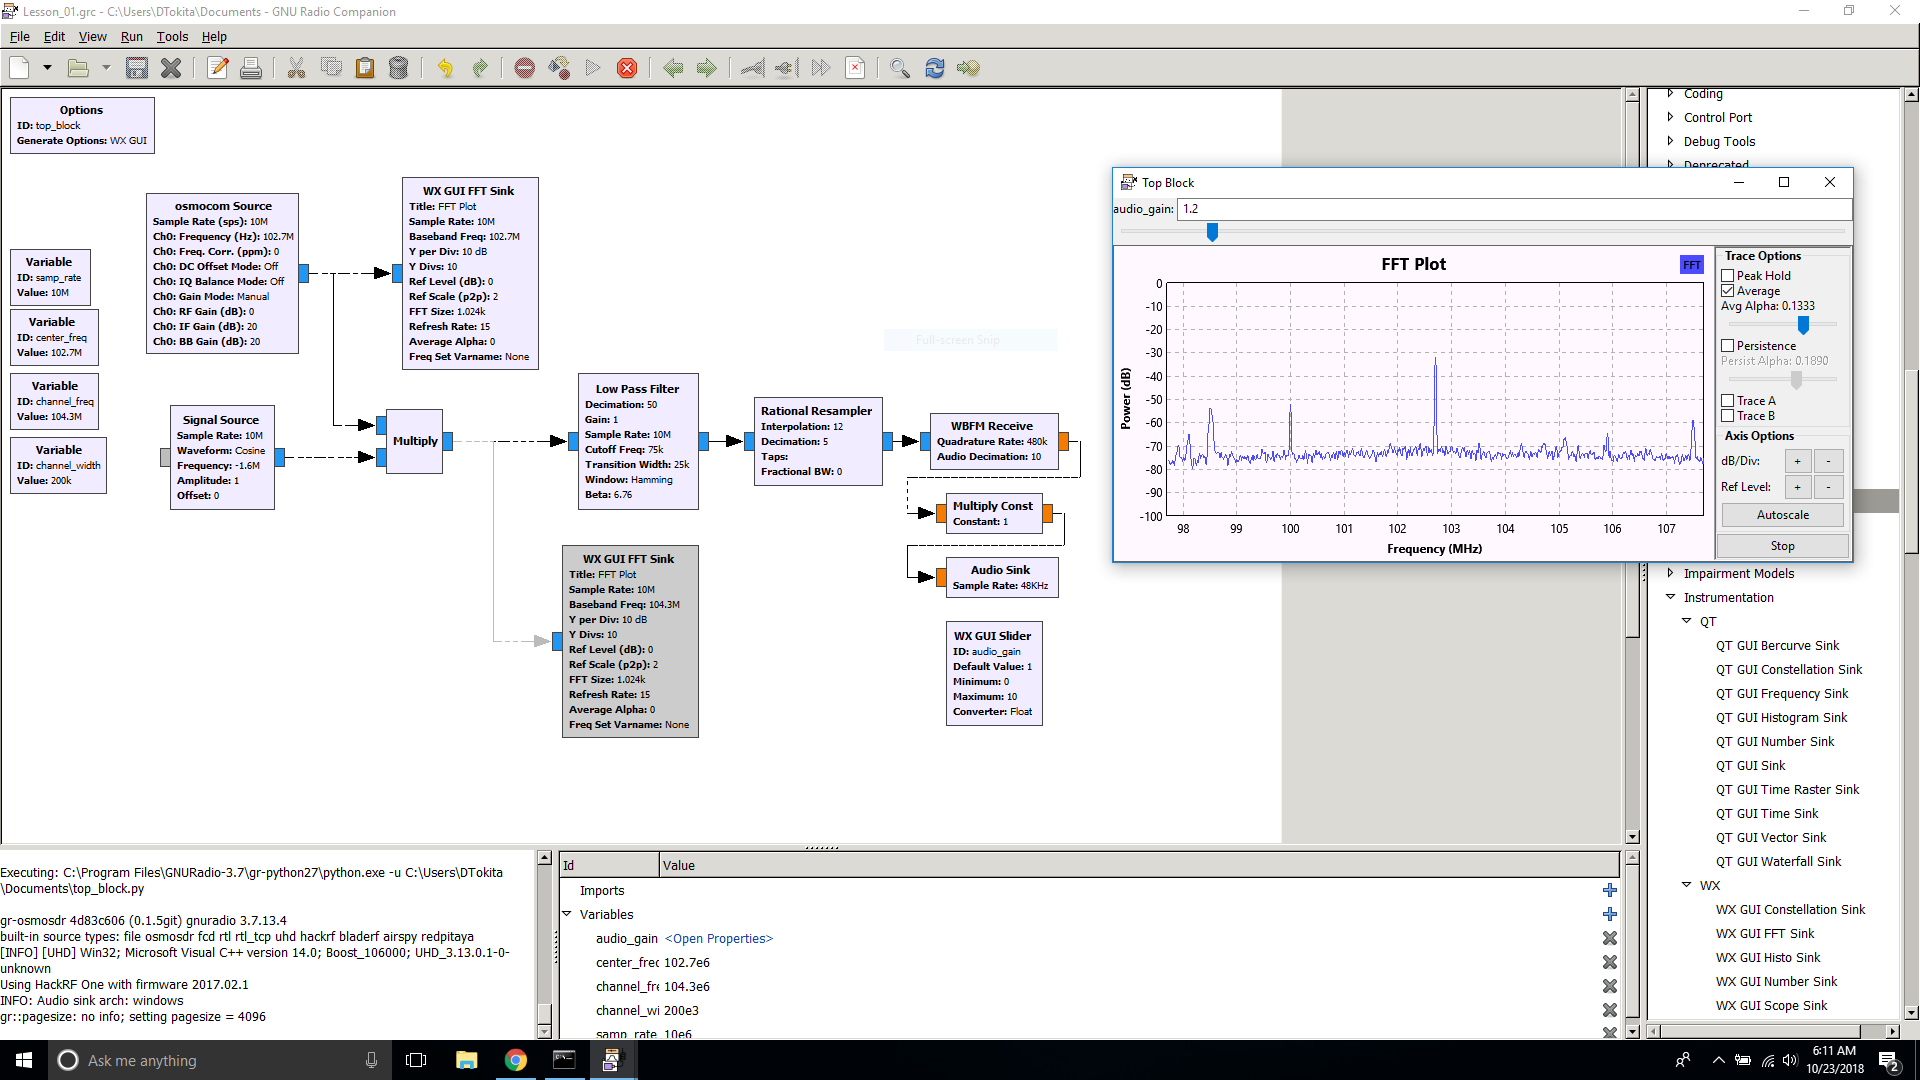 Lesson_01.grc - C:\Users\DTokita\Documents - GNU Radio Companion
File Edit View Run Tools Help
Options
ID: top_block
Generate Options: WX GUI
osmocom Source
Sample Rate (sps): 10M
Ch0: Frequency (Hz): 102.7M
Ch0: Freq. Corr. (ppm): 0
Ch0: DC Offset Mode: Off
Ch0: IQ Balance Mode: Off
Ch0: Gain Mode: Manual
Ch0: RF Gain (dB): 0
Ch0: IF Gain (dB): 20
Ch0: BB Gain (dB): 20
WX GUI FFT Sink
Title: FFT Plot
Sample Rate: 10M
Baseband Freq: 102.7M
Y per Div: 10 dB
Y Divs: 10
Ref Level (dB): 0
Ref Scale (p2p): 2
FFT Size: 1.024k
Refresh Rate: 15
Average Alpha: 0
Freq Set Varname: None
Variable
ID: samp_rate
Value: 10M
Variable
ID: center_freq
Value: 102.7M
Variable
ID: channel_freq
Value: 104.3M
Variable
ID: channel_width
Value: 200k
Signal Source
Sample Rate: 10M
Waveform: Cosine
Frequency: -1.6M
Amplitude: 1
Offset: 0
Multiply
Low Pass Filter
Decimation: 50
Gain: 1
Sample Rate: 10M
Cutoff Freq: 75k
Transition Width: 25k
Window: Hamming
Beta: 6.76
Rational Resampler
Interpolation: 12
Decimation: 5
Taps:
Fractional BW: 0
WBFM Receive
Quadrature Rate: 480k
Audio Decimation: 10
Multiply Const
Constant: 1
Audio Sink
Sample Rate: 48KHz
WX GUI Slider
ID: audio_gain
Default Value: 1
Minimum: 0
Maximum: 10
Converter: Float
WX GUI FFT Sink
Title: FFT Plot
Sample Rate: 10M
Baseband Freq: 104.3M
Y per Div: 10 dB
Y Divs: 10
Ref Level (dB): 0
Ref Scale (p2p): 2
FFT Size: 1.024k
Refresh Rate: 15
Average Alpha: 0
Freq Set Varname: None
Full-screen Snip
Top Block
audio_gain: 1.2
FFT Plot
FFT
0
-10
-20
-30
-40
-50
-60
-70
-80
-90
-100
Power (dB)
98 99 100 101 102 103 104 105 106 107
Frequency (MHz)
Trace Options
Peak Hold
Average
Avg Alpha: 0.1333
Persistence
Persist Alpha: 0.1890
Trace A
Trace B
Axis Options
dB/Div: + -
Ref Level: + -
Autoscale
Stop
Coding
Control Port
Debug Tools
Deprecated
Impairment Models
Instrumentation
QT
QT GUI Bercurve Sink
QT GUI Constellation Sink
QT GUI Frequency Sink
QT GUI Histogram Sink
QT GUI Number Sink
QT GUI Sink
QT GUI Time Raster Sink
QT GUI Time Sink
QT GUI Vector Sink
QT GUI Waterfall Sink
WX
WX GUI Constellation Sink
WX GUI FFT Sink
WX GUI Histo Sink
WX GUI Number Sink
WX GUI Scope Sink
Executing: C:\Program Files\GNURadio-3.7\gr-python27\python.exe -u C:\Users\DTokita
\Documents\top_block.py
gr-osmosdr 4d83c606 (0.1.5git) gnuradio 3.7.13.4
built-in source types: file osmosdr fcd rtl rtl_tcp uhd hackrf bladerf airspy redpitaya
[INFO] [UHD] Win32; Microsoft Visual C++ version 14.0; Boost_106000; UHD_3.13.0.1-0-
unknown
Using HackRF One with firmware 2017.02.1
INFO: Audio sink arch: windows
gr::pagesize: no info; setting pagesize = 4096
Id Value
Imports
Variables
audio_gain <Open Properties>
center_frec 102.7e6
channel_fre 104.3e6
channel_wi 200e3
samp_rate 10e6
Ask me anything
6:11 AM
10/23/2018
2